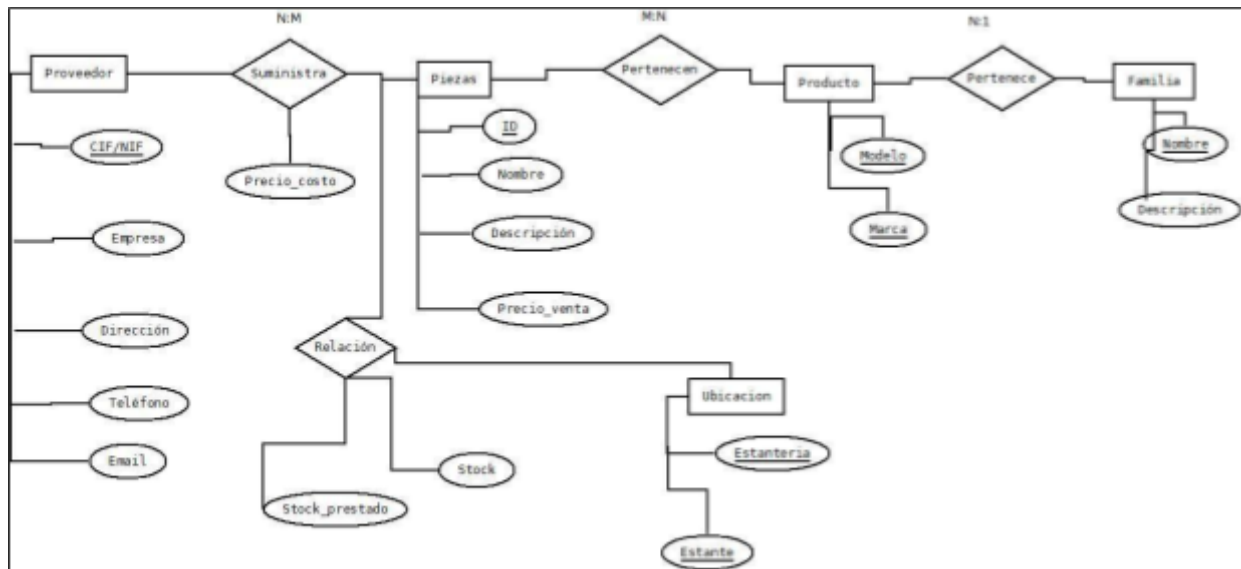 N:M
M:N
N:1
Proveedor
Suministra
Piezas
Pertenecen
Producto
Pertenece
Familia
CIF/NIF
Precio_costo
ID
Nombre
Modelo
Nombre
Empresa
Descripción
Marca
Descripción
Precio_venta
Dirección
Relación
Ubicacion
Teléfono
Email
Stock
Estanteria
Stock_prestado
Estante